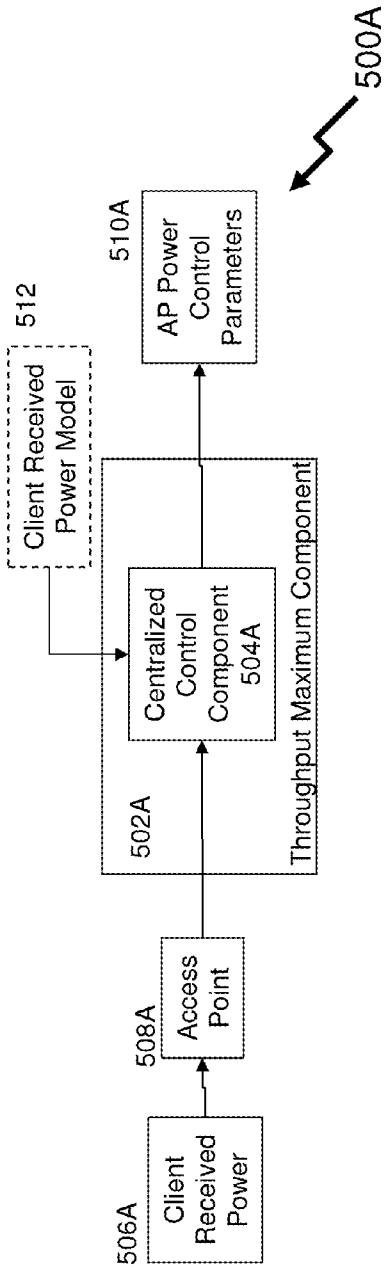 506A
Client
Received
Power
508A
Access
Point
502A
Centralized
Control
Component
504A
Throughput Maximum Component
Client Received
Power Model
512
510A
AP Power
Control
Parameters
500A